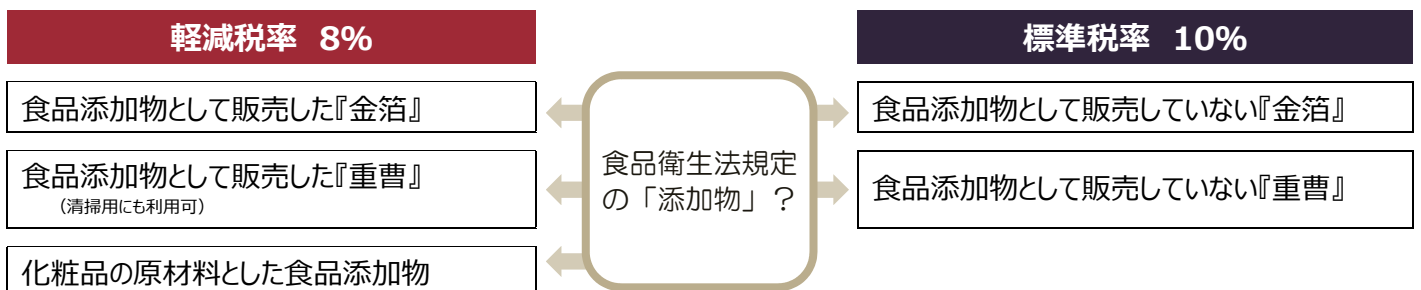 軽減税率 8%
標準税率 10%
食品添加物として販売した『金箔』
食品添加物として販売した『重曹』
（清掃用にも利用可）
化粧品の原材料とした食品添加物
食品衛生法規定
の「添加物」？
食品添加物として販売していない『金箔』
食品添加物として販売していない『重曹』